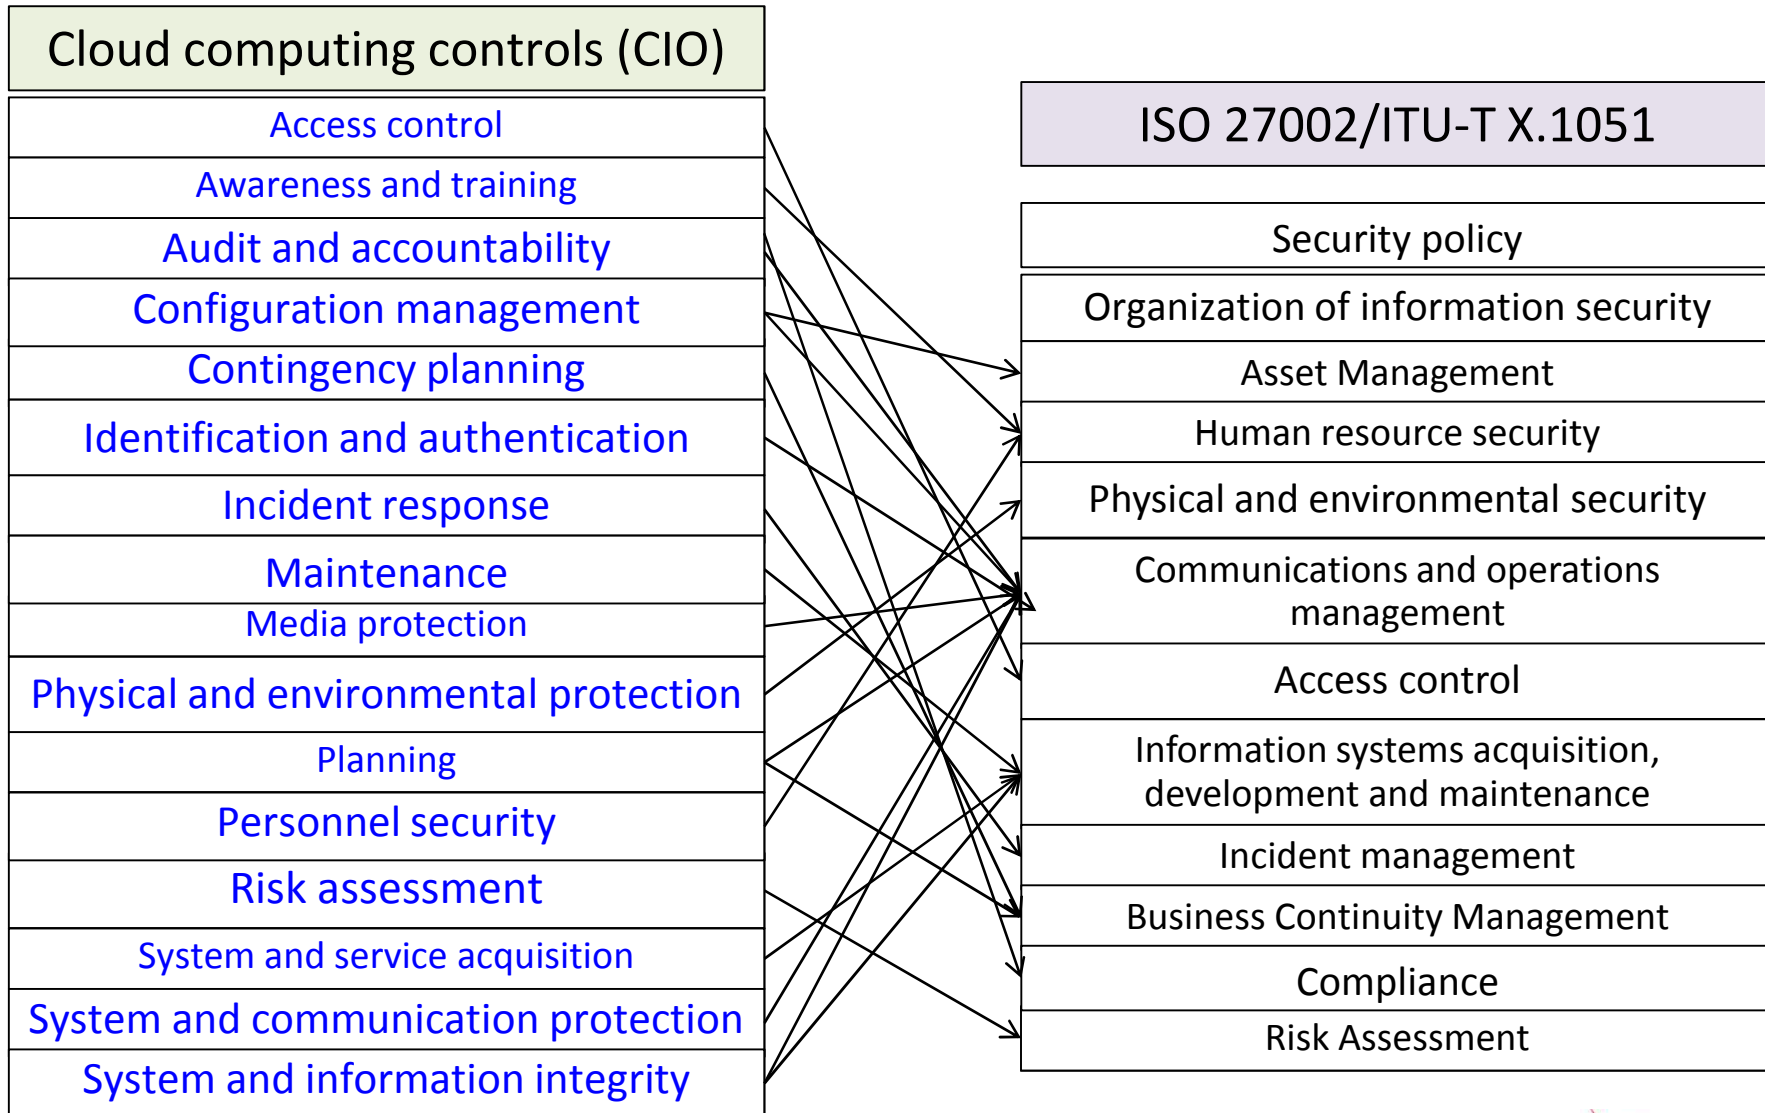 Cloud computing controls (CIO)
Access control
Awareness and training
Audit and accountability
Configuration management
Contingency planning
Identification and authentication
Incident response
Maintenance
Media protection
Physical and environmental protection
Planning
Personnel security
Risk assessment
System and service acquisition
System and communication protection
System and information integrity
ISO 27002/ITU-T X.1051
Security policy
Organization of information security
Asset Management
Human resource security
Physical and environmental security
Communications and operations
management
Access control
Information systems acquisition,
development and maintenance
Incident management
Business Continuity Management
Compliance
Risk Assessment